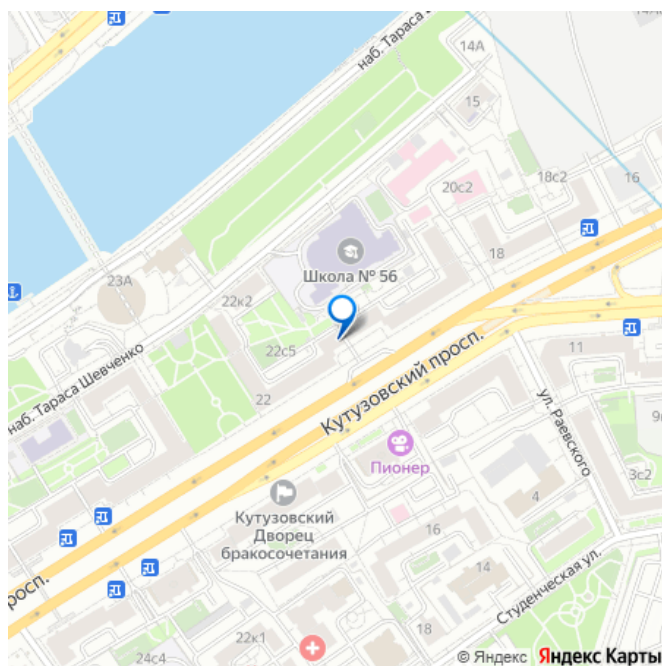 наб. Тараса
14А
15
20с2
18с2
16
18
Школа № 56
23А
22к2
наб. Тараса Шевченко
22с5
22
Кутузовский просп.
11
ул. Раевского
Пионер
3с2
4
Кутузовский
Дворец
бракосочетания
16
14
Студенческая ул.
просп.
22к1
18
24с4
© Яндекс Яндекс Карты